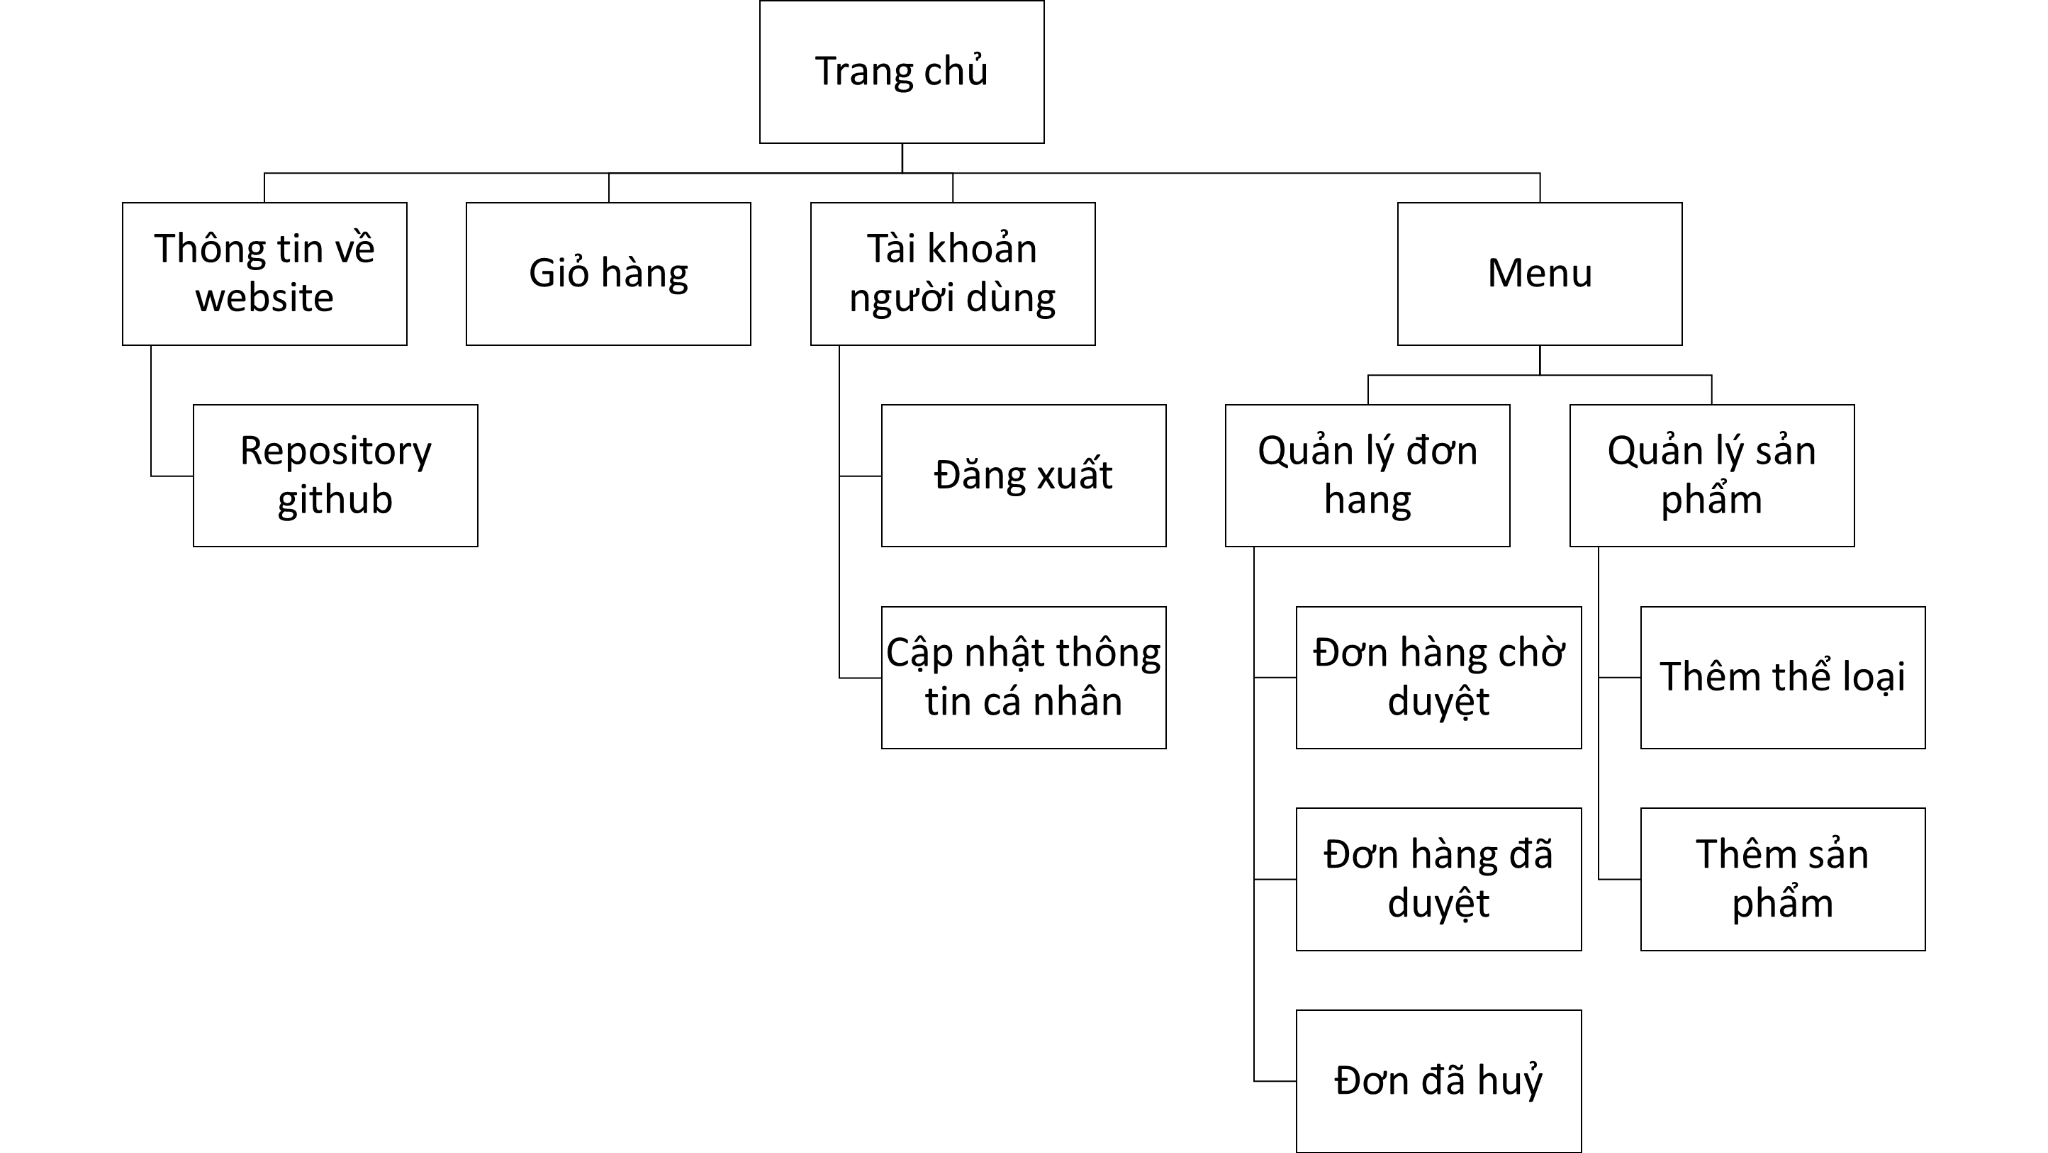 Trang chủ
Thông tin về
website
Giỏ hàng
Tài khoản
người dùng
Menu
Repository
github
Đăng xuất
Quản lý đơn
hang
Quản lý sản
phẩm
Cập nhật thông
tin cá nhân
Đơn hàng chờ
duyệt
Thêm thể loại
Đơn hàng đã
duyệt
Thêm sản
phẩm
Đơn đã huỷ